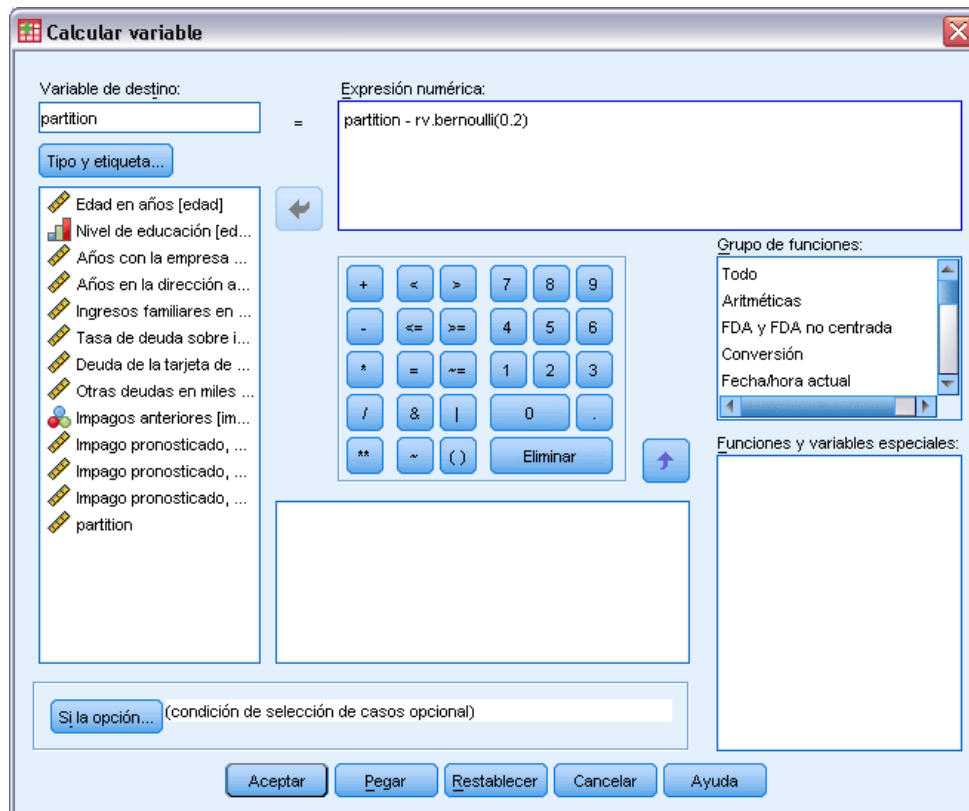 Calcular variable
Variable de destino:
partition
=
Expresión numérica:
partition - rv.bernoulli(0.2)
Tipo y etiqueta...
Edad en años [edad]
Nivel de educación [ed...
Años con la empresa ...
Años en la dirección a...
Ingresos familiares en ...
Tasa de deuda sobre i...
Deuda de la tarjeta de ...
Otras deudas en miles ...
Impagos anteriores [im...
Impago pronosticado, ...
Impago pronosticado, ...
Impago pronosticado, ...
partition
+ < > 7 8 9
- <= >= 4 5 6
* = ~= 1 2 3
/ & | 0 .
** ~ ( ) Eliminar
Grupo de funciones:
Todo
Aritméticas
FDA y FDA no centrada
Conversión
Fecha/hora actual
Funciones y variables especiales:
Si la opción... (condición de selección de casos opcional)
Aceptar Pegar Restablecer Cancelar Ayuda